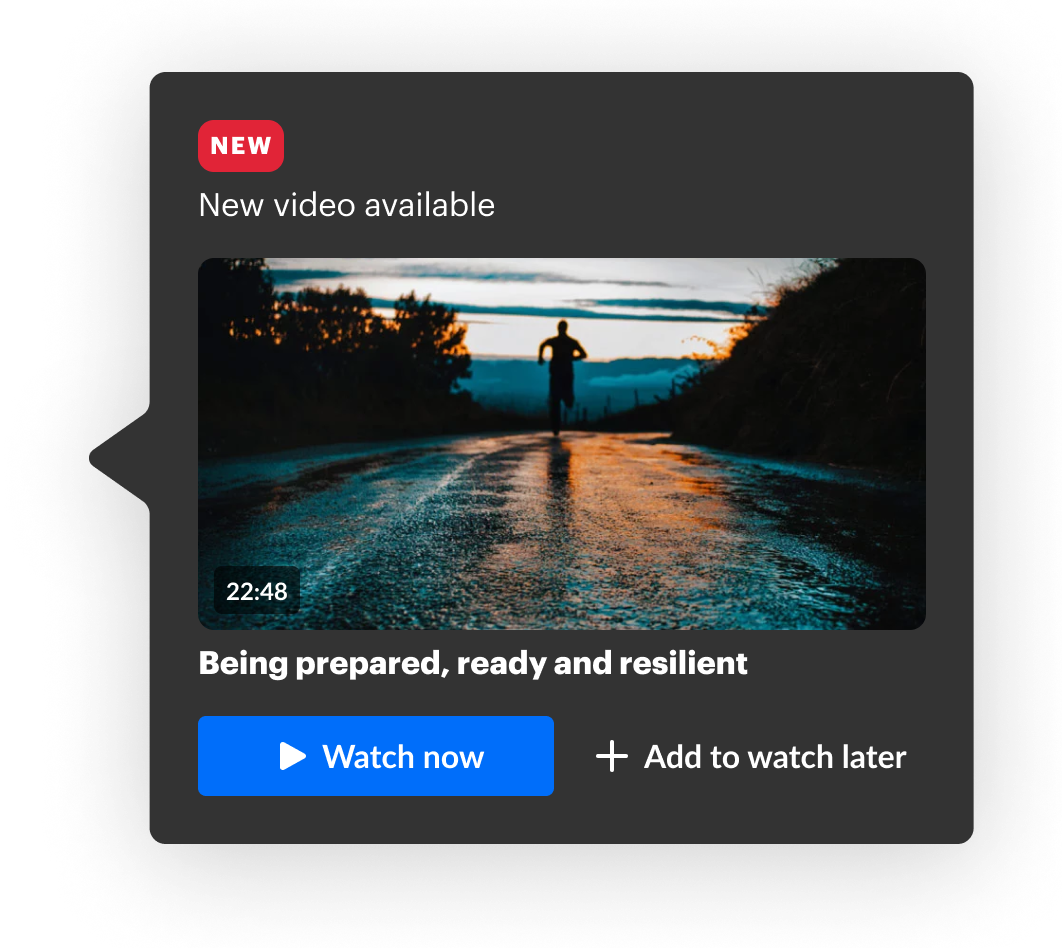 NEW
New video available
22:48
Being prepared, ready and resilient
Watch now
Add to watch later